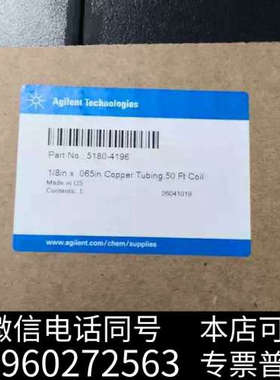 Agilent Technologies
Part No : 5180-4196
1/8in x .065in Copper Tubing,50 Ft Coil
Made in US
Contents: 1
26041019
www.agilent.com/chem/supplies
微信电话同号
本店可
960272563
专票普票